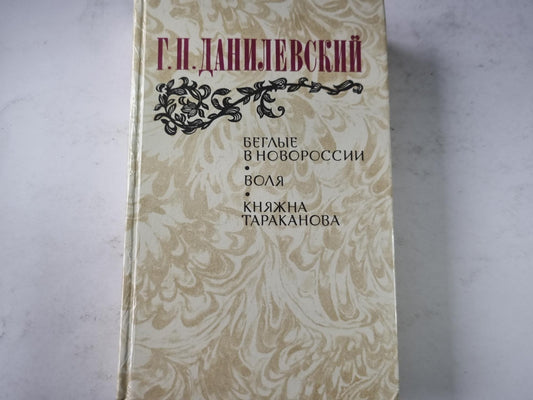 Г.П.ДАНИЛЕВСКИЙ
БЕГЛЫЕ
В НОВОРОССИИ
•
ВОЛЯ
•
КНЯЖНА
ТАРАКАНОВА